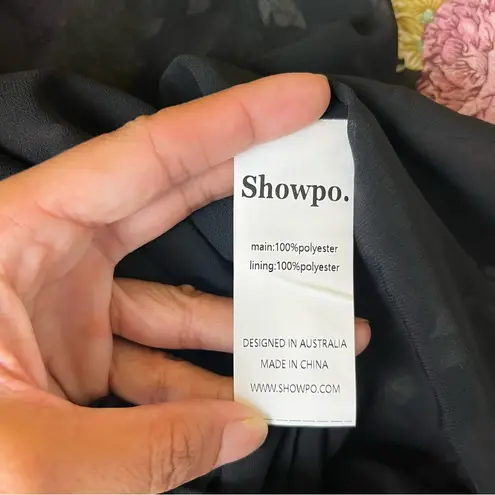 Showpo.
main:100%polyester
lining:100%polyester
DESIGNED IN AUSTRALIA
MADE IN CHINA
WWW.SHOWPO.COM